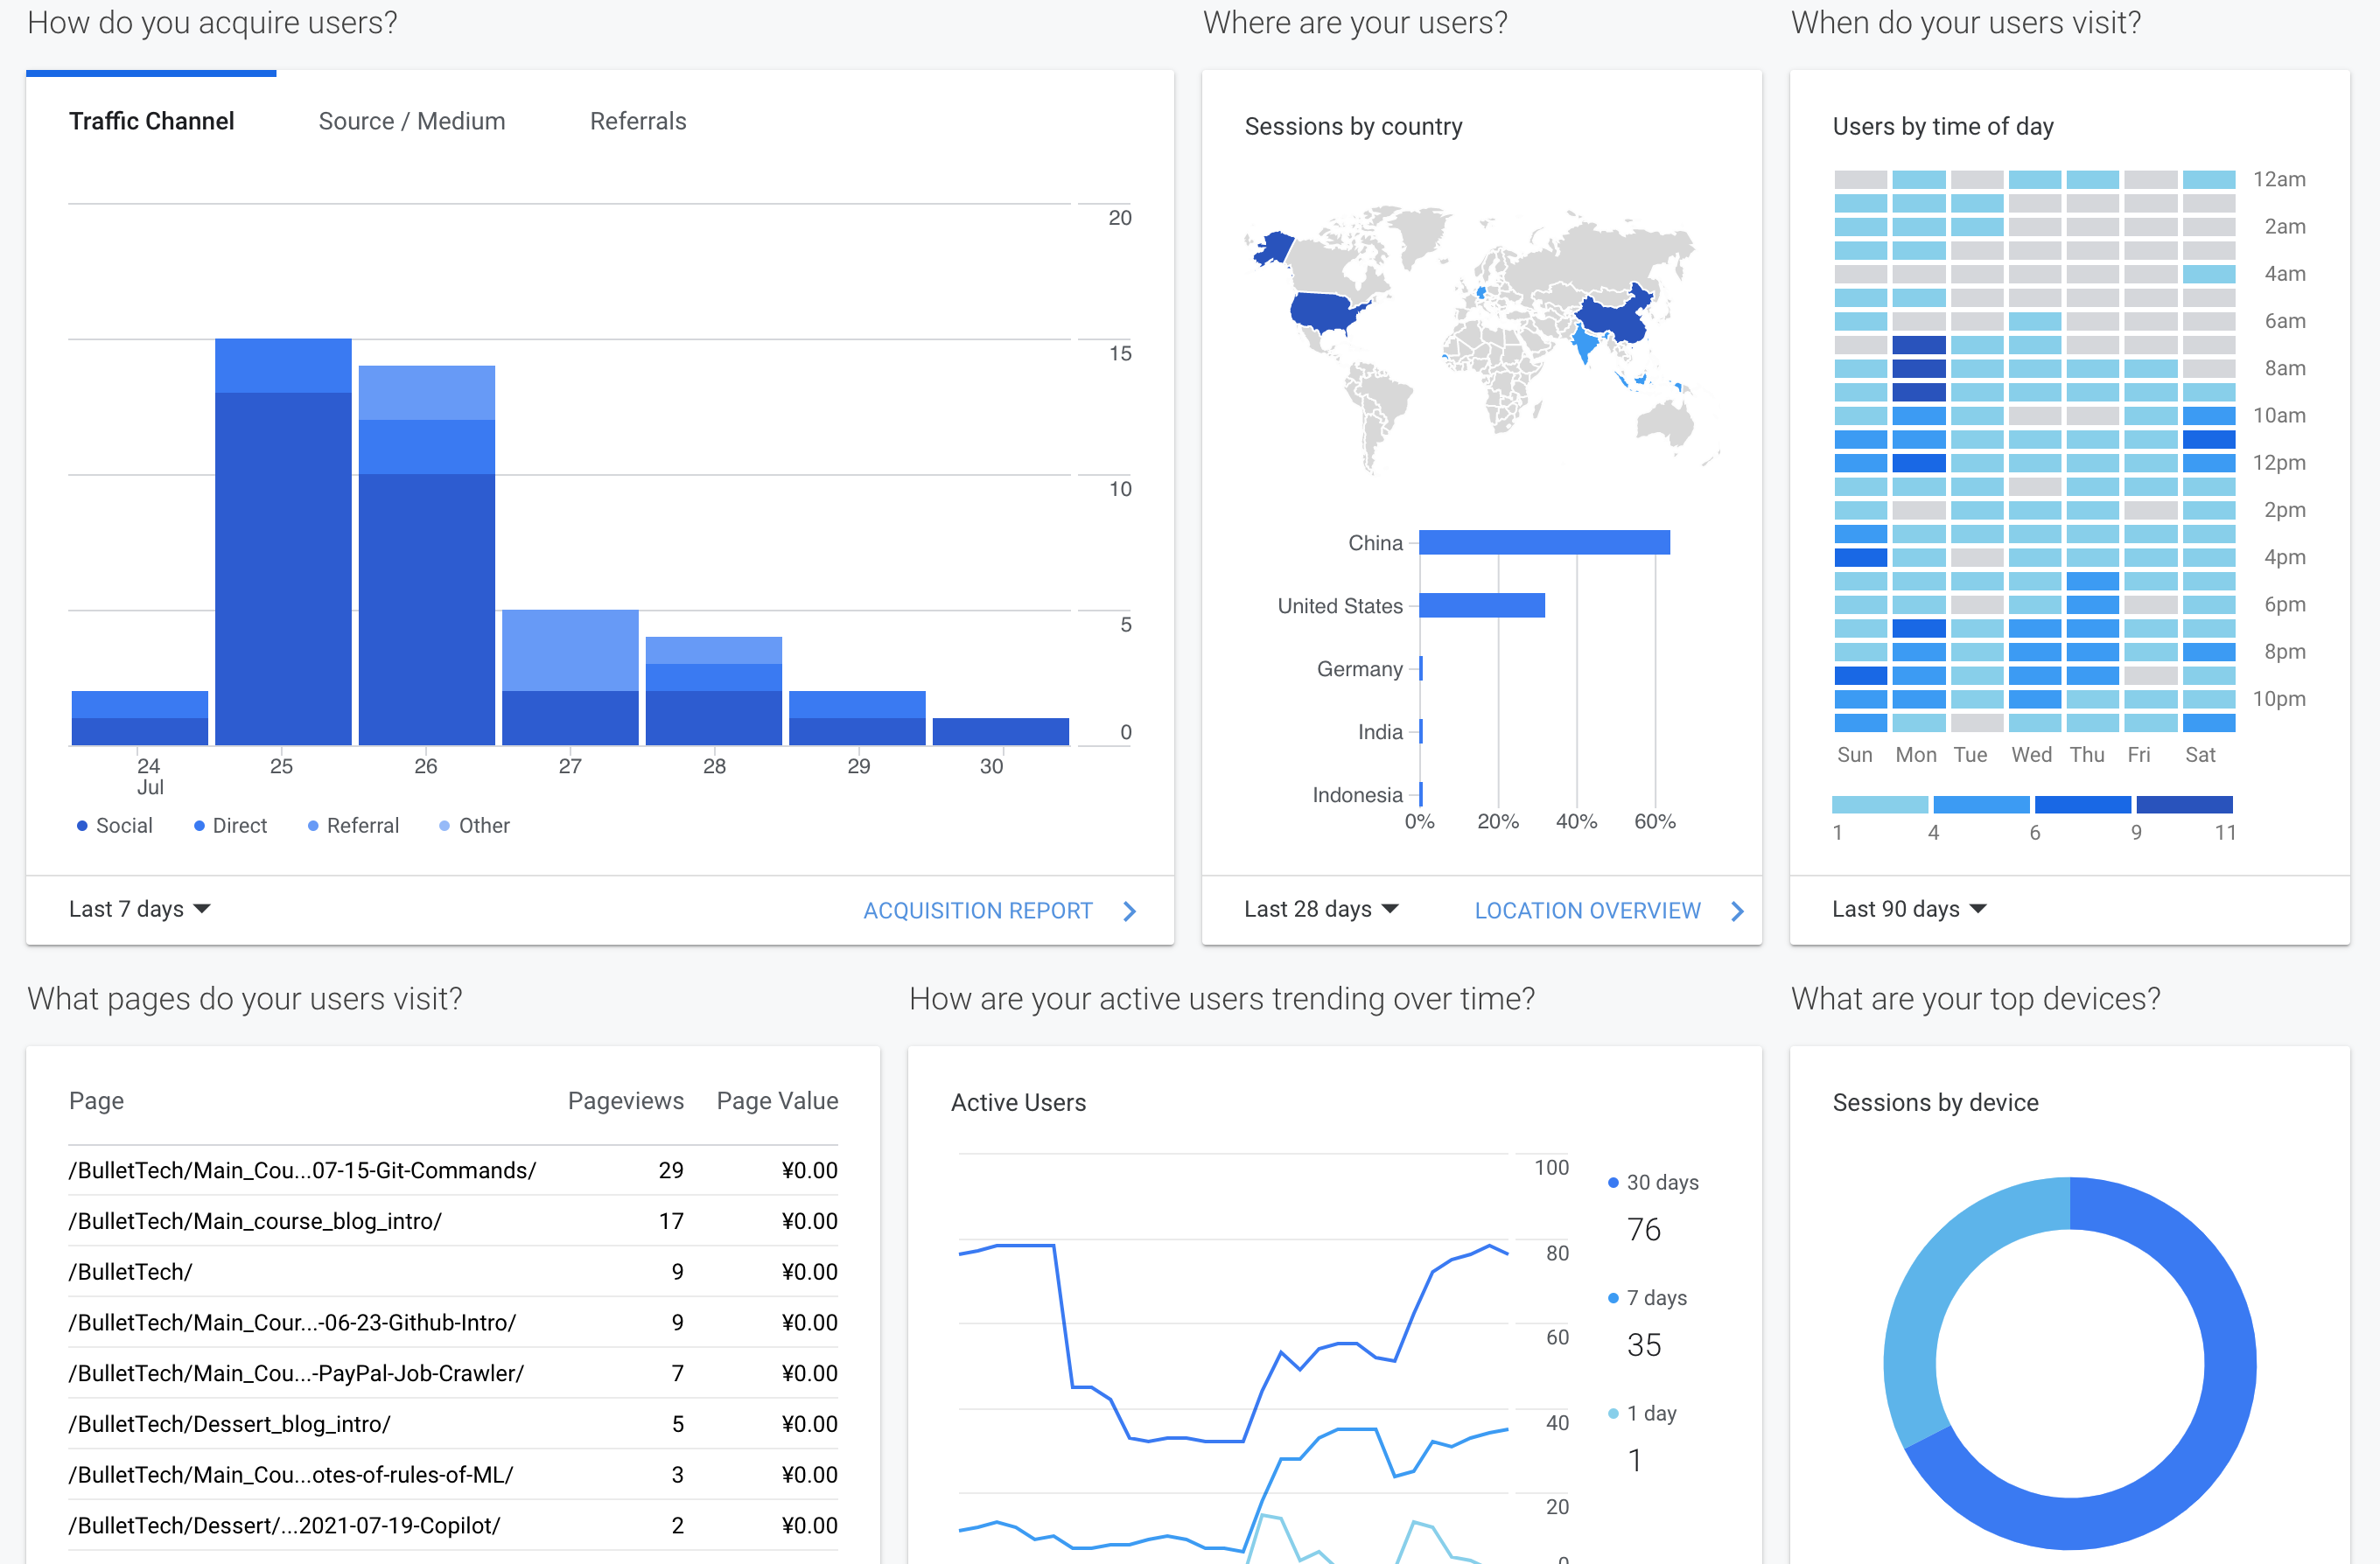 How do you acquire users?
Traffic Channel Source / Medium Referrals
20
15
10
5
0
24 25 26 27 28 29 30
Jul
Social Direct Referral Other
Last 7 days ACQUISITION REPORT
Where are your users?
Sessions by country
China
United States
Germany
India
Indonesia
0% 20% 40% 60%
Last 28 days LOCATION OVERVIEW
When do your users visit?
Users by time of day
12am
2am
4am
6am
8am
10am
12pm
2pm
4pm
6pm
8pm
10pm
Sun Mon Tue Wed Thu Fri Sat
1 4 6 9 11
Last 90 days
What pages do your users visit?
Page Pageviews Page Value
/BulletTech/Main_Cou...07-15-Git-Commands/ 29 ¥0.00
/BulletTech/Main_course_blog_intro/ 17 ¥0.00
/BulletTech/ 9 ¥0.00
/BulletTech/Main_Cour...-06-23-Github-Intro/ 9 ¥0.00
/BulletTech/Main_Cou...-PayPal-Job-Crawler/ 7 ¥0.00
/BulletTech/Dessert_blog_intro/ 5 ¥0.00
/BulletTech/Main_Cou...otes-of-rules-of-ML/ 3 ¥0.00
/BulletTech/Dessert/...2021-07-19-Copilot/ 2 ¥0.00
How are your active users trending over time?
Active Users
100
80
60
40
20
0
30 days
76
7 days
35
1 day
1
What are your top devices?
Sessions by device